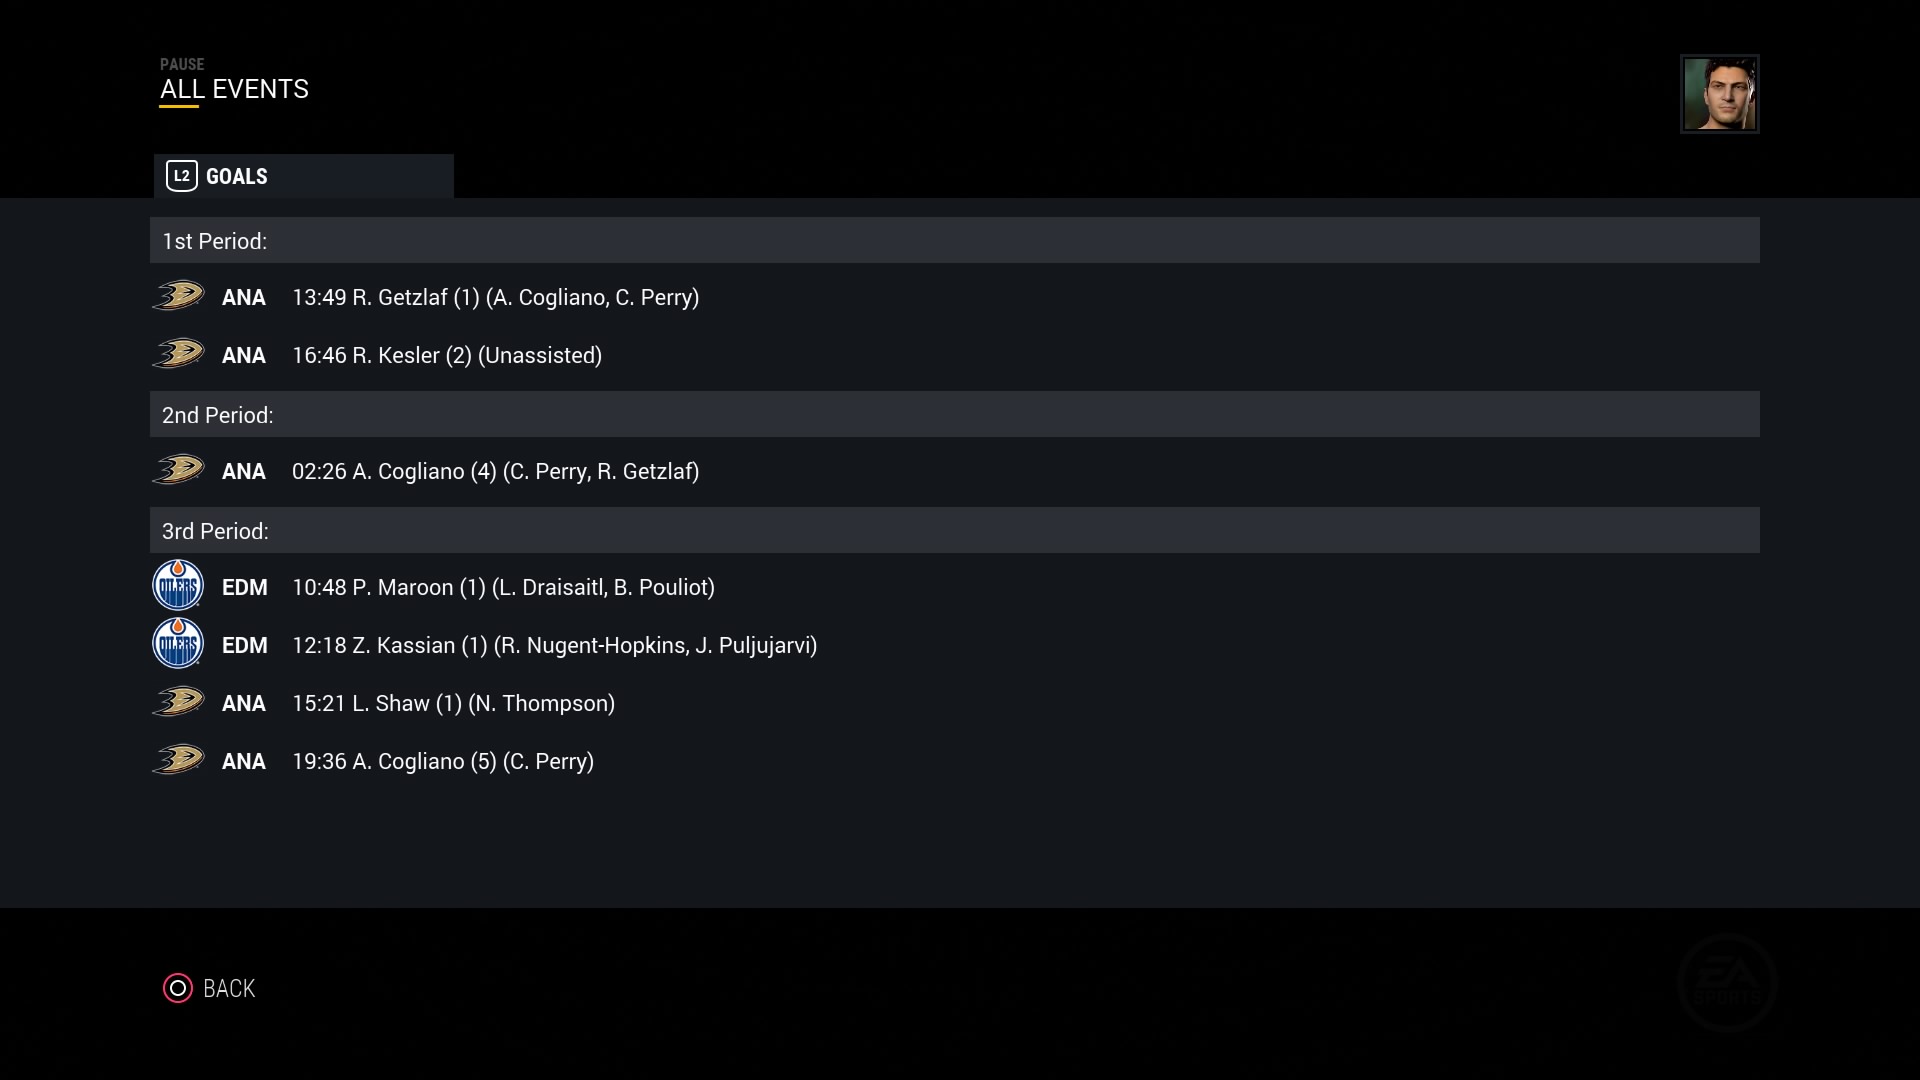 PAUSE
ALL EVENTS
L2 GOALS
1st Period:
ANA 13:49 R. Getzlaf (1) (A. Cogliano, C. Perry)
ANA 16:46 R. Kesler (2) (Unassisted)
2nd Period:
ANA 02:26 A. Cogliano (4) (C. Perry, R. Getzlaf)
3rd Period:
OILERS EDM 10:48 P. Maroon (1) (L. Draisaitl, B. Pouliot)
OILERS EDM 12:18 Z. Kassian (1) (R. Nugent-Hopkins, J. Puljujarvi)
ANA 15:21 L. Shaw (1) (N. Thompson)
ANA 19:36 A. Cogliano (5) (C. Perry)
BACK
EA
SPORTS